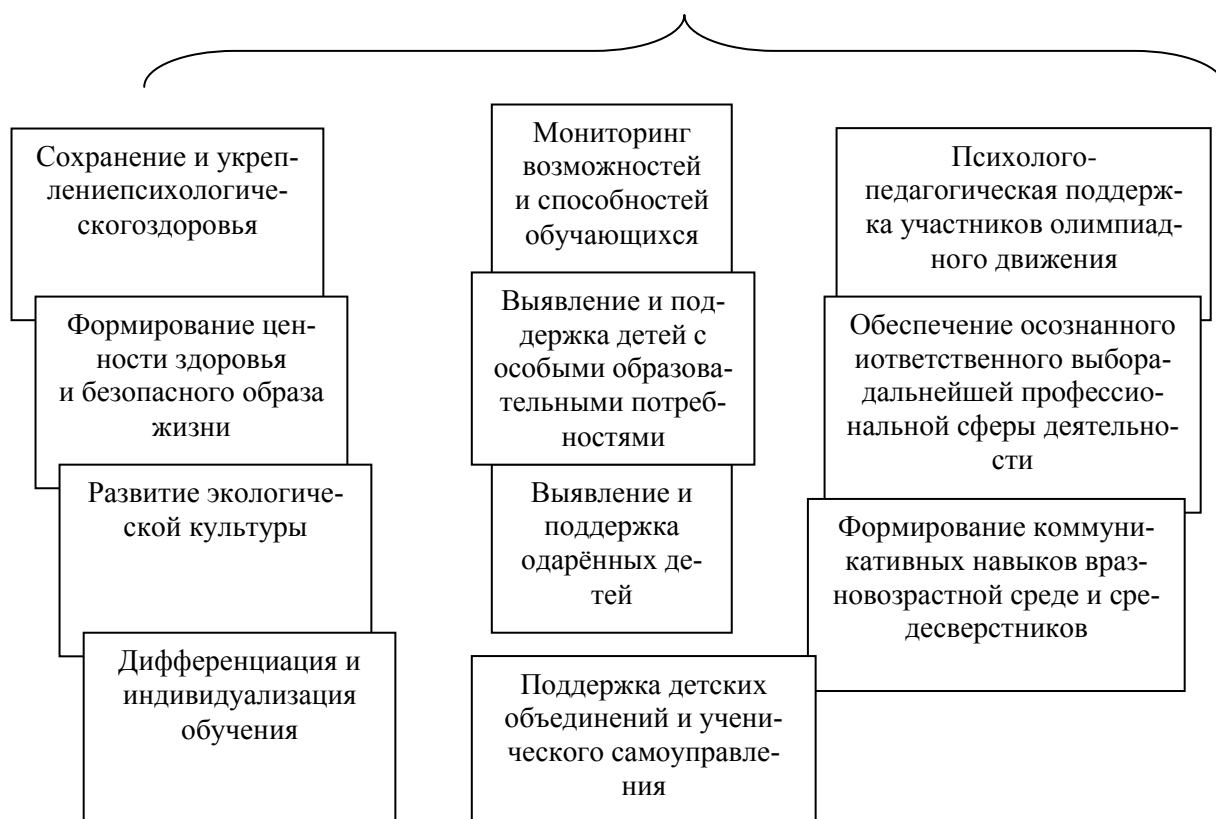 Сохранение и укреп-
лениепсихологиче-
скогоздоровья
Формирование цен-
ности здоровья
и безопасного образа
жизни
Развитие экологиче-
ской культуры
Дифференциация и
индивидуализация
обучения
Мониторинг
возможностей
и способностей
обучающихся
Выявление и под-
держка детей с
особыми образова-
тельными потреб-
ностями
Выявление и
поддержка
одарённых де-
тей
Поддержка детских
объединений и учени-
ческого самоуправле-
ния
Психолого-
педагогическая поддерж-
ка участников олимпиад-
ного движения
Обеспечение осознанного
иответственного выбора-
дальнейшей профессио-
нальной сферы деятельно-
сти
Формирование коммуни-
кативных навыков враз-
новозрастной среде и сре-
десверстников